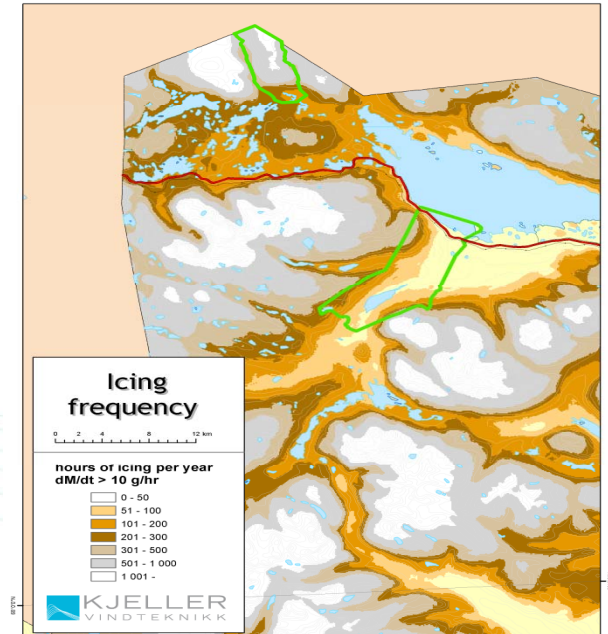 Icing
frequency
0 2 4 8 12 km
hours of icing per year
dM/dt > 10 g/hr
0 - 50
51 - 100
101 - 200
201 - 300
301 - 500
501 - 1 000
1 001 -
KJELLER
VINDTEKNIKK